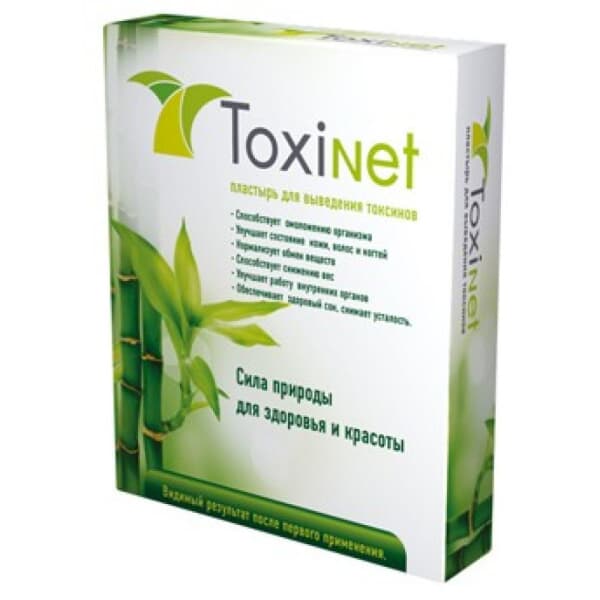 Toxinet
пластырь для выведения токсинов
• Способствует омоложению организма
• Улучшает состояние кожи, волос и ногтей
• Нормализует обмен веществ
• Способствует снижению вес
• Улучшает работу внутренних органов
• Обеспечивает здоровый сон, снимает усталость.
Сила природы
для здоровья и красоты
Видимый результат после первого применения.
Toxinet
пластырь для выведения токсинов